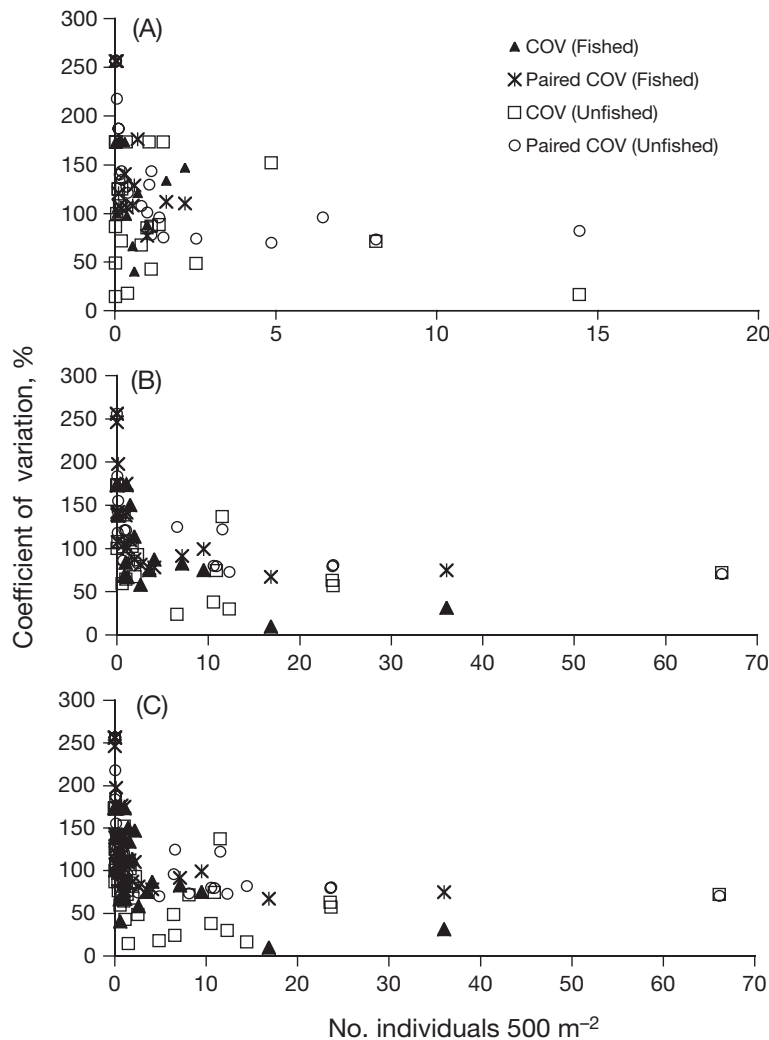 (A)
300
250
200
150
100
50
0
0 5 10 15 20
COV (Fished)
Paired COV (Fished)
COV (Unfished)
Paired COV (Unfished)
Coefficient of variation, %
(B)
300
250
200
150
100
50
0
0 10 20 30 40 50 60 70
(C)
300
250
200
150
100
50
0
0 10 20 30 40 50 60 70
No. individuals 500 m⁻²